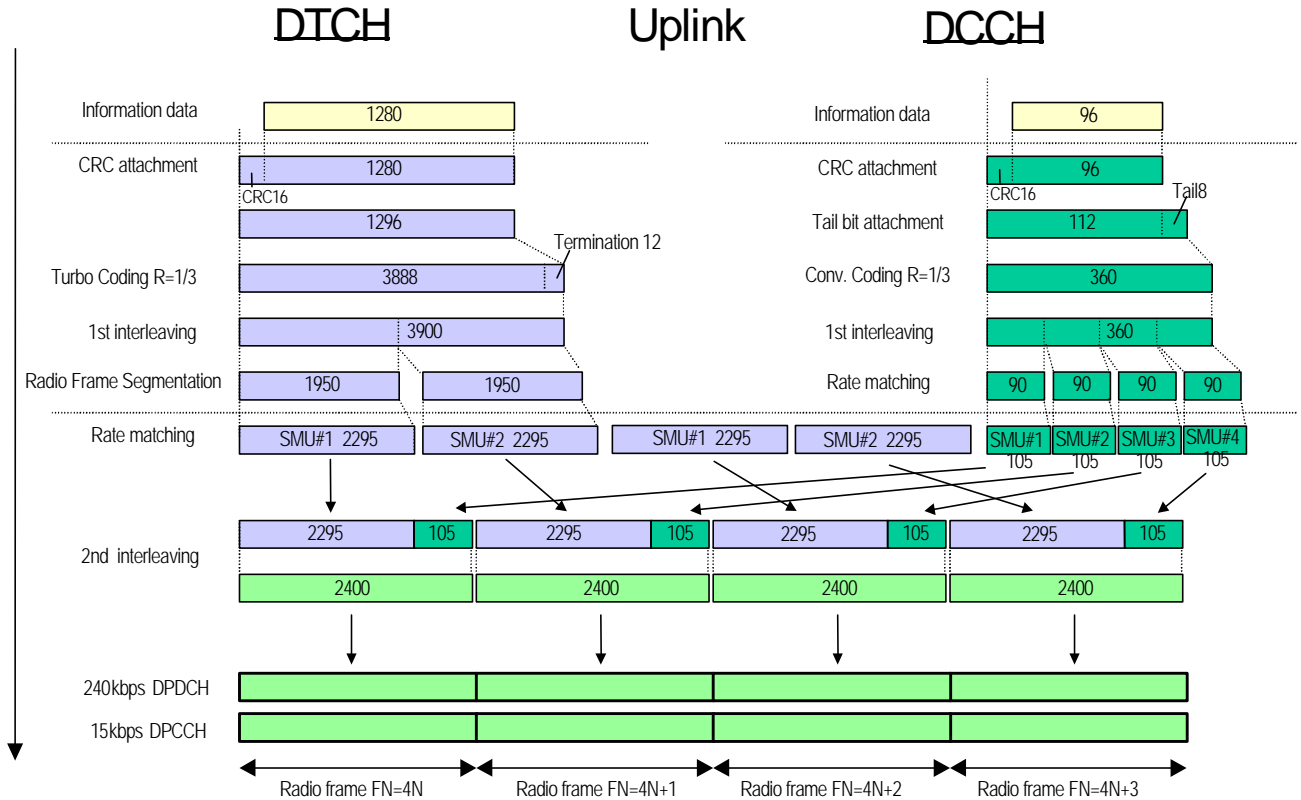 DTCH Uplink DCCH
Information data 1280 Information data 96
CRC attachment 1280 CRC attachment 96
CRC16 CRC16 Tail8
1296 Tail bit attachment 112
Termination 12
Turbo Coding R=1/3 3888 Conv. Coding R=1/3 360
1st interleaving 3900 1st interleaving 360
Radio Frame Segmentation 1950 1950 Rate matching 90 90 90 90
Rate matching SMU#1 2295 SMU#2 2295 SMU#1 2295 SMU#2 2295 SMU#1 SMU#2 SMU#3 SMU#4
105 105 105 105
2295 105 2295 105 2295 105 2295 105
2nd interleaving
2400 2400 2400 2400
240kbps DPDCH
15kbps DPCCH
Radio frame FN=4N Radio frame FN=4N+1 Radio frame FN=4N+2 Radio frame FN=4N+3